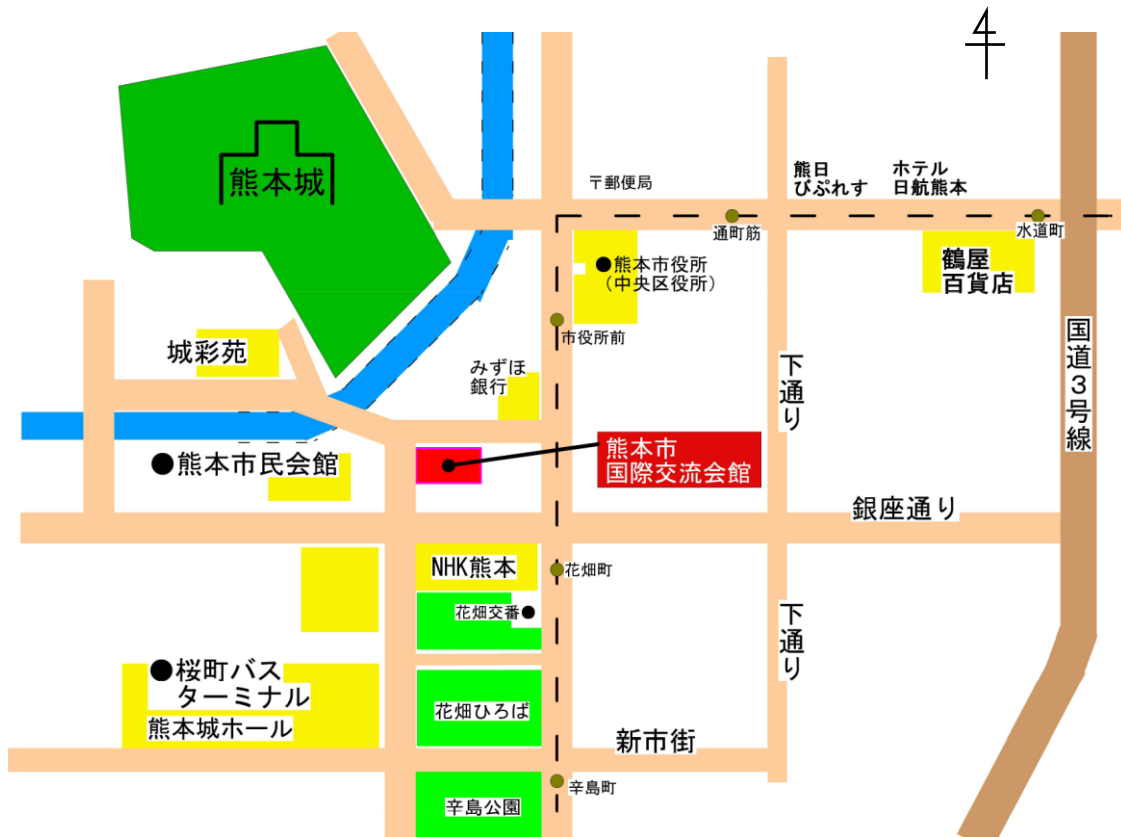 熊本城
〒郵便局
熊日
びぷれす
ホテル
日航熊本
通町筋
水道町
●熊本市役所
（中央区役所）
鶴屋
百貨店
市役所前
城彩苑
みずほ
銀行
下通り
国道３号線
●熊本市民会館
熊本市
国際交流会館
銀座通り
NHK熊本
花畑町
花畑交番●
下通り
●桜町バス
ターミナル
熊本城ホール
花畑ひろば
新市街
辛島町
辛島公園